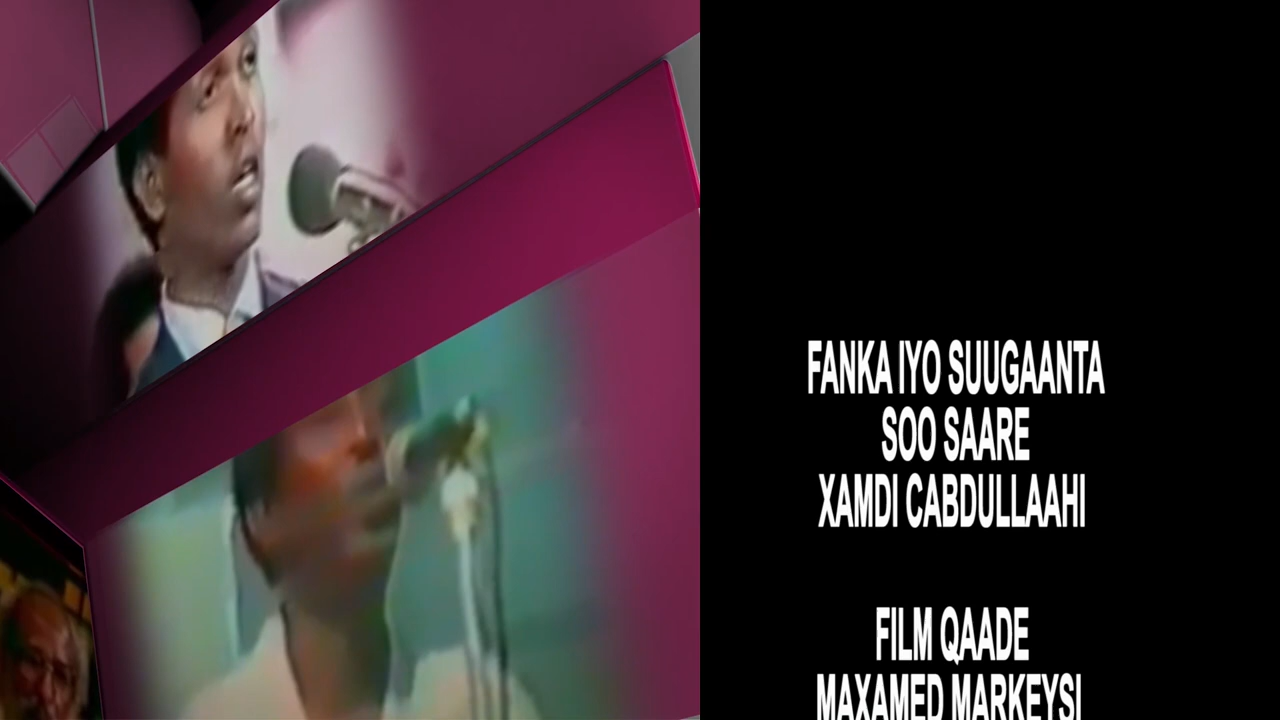 FANKA IYO SUUGAANTA
SOO SAARE
XAMDI CABDULLAAHI
FILM QAADE
MAXAMED MARKEYSI